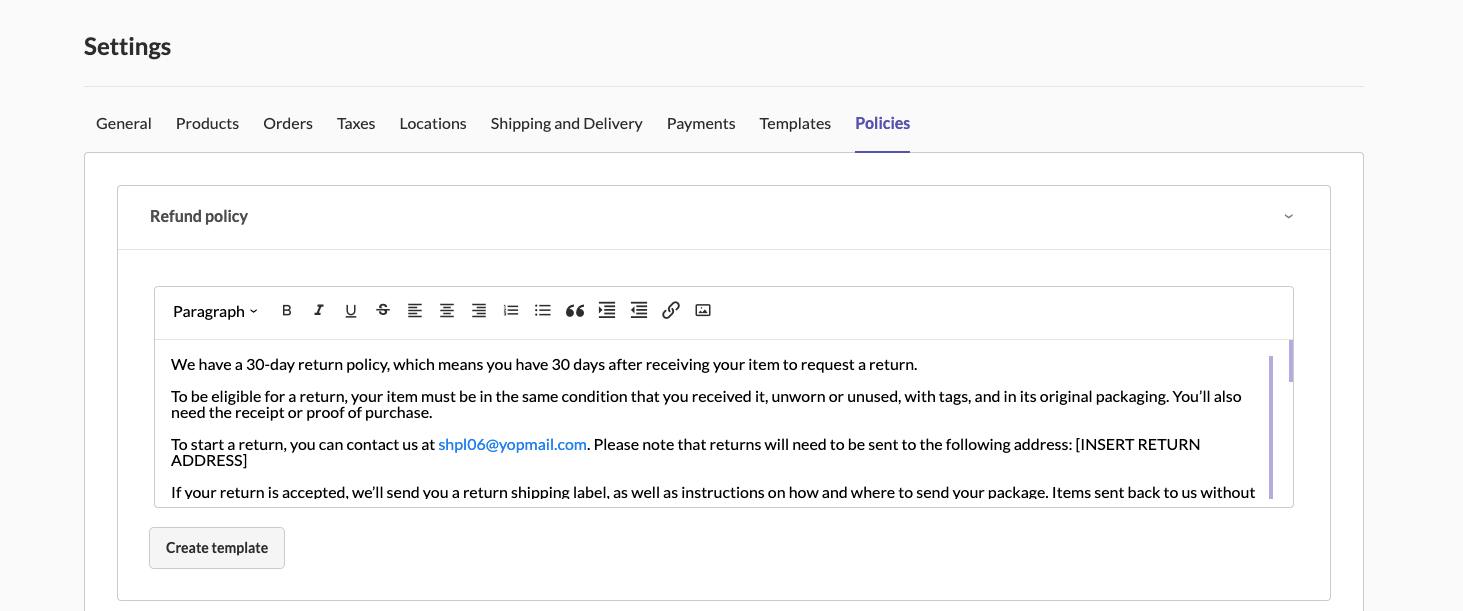 Settings
General Products Orders Taxes Locations Shipping and Delivery Payments Templates Policies
Refund policy
Paragraph B I U S
We have a 30-day return policy, which means you have 30 days after receiving your item to request a return.
To be eligible for a return, your item must be in the same condition that you received it, unworn or unused, with tags, and in its original packaging. You’ll also
need the receipt or proof of purchase.
To start a return, you can contact us at shpl06@yopmail.com. Please note that returns will need to be sent to the following address: [INSERT RETURN
ADDRESS]
If your return is accepted, we’ll send you a return shipping label, as well as instructions on how and where to send your package. Items sent back to us without
Create template